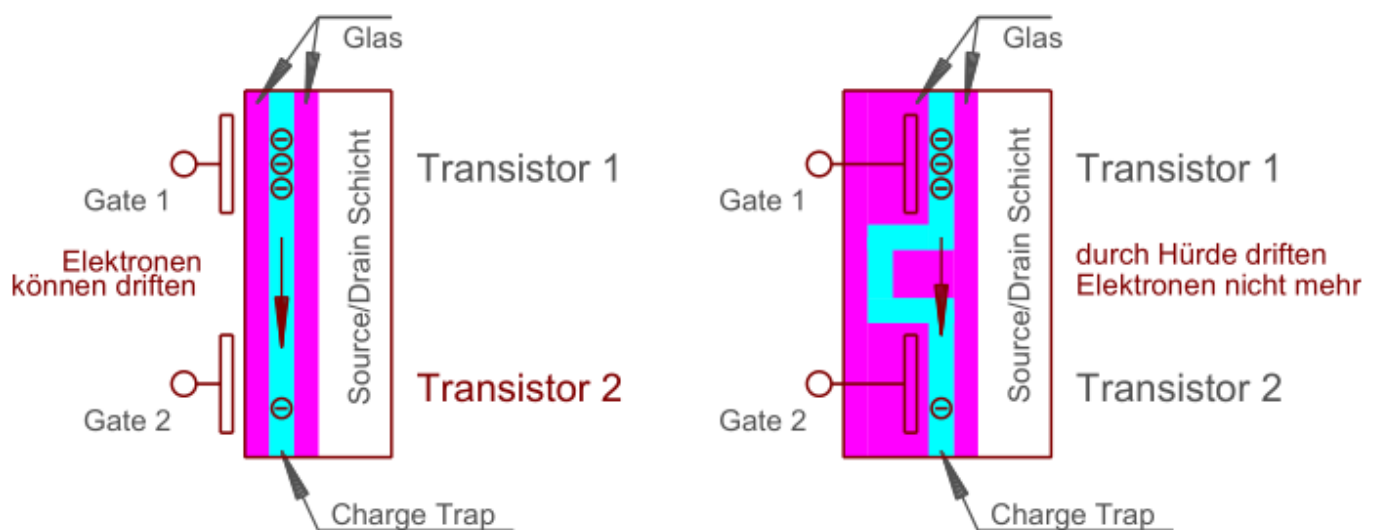 Glas
Gate 1
Transistor 1
Source/Drain Schicht
Elektronen
können driften
Gate 2
Transistor 2
Charge Trap
Glas
Gate 1
Transistor 1
Source/Drain Schicht
durch Hürde driften
Elektronen nicht mehr
Gate 2
Transistor 2
Charge Trap